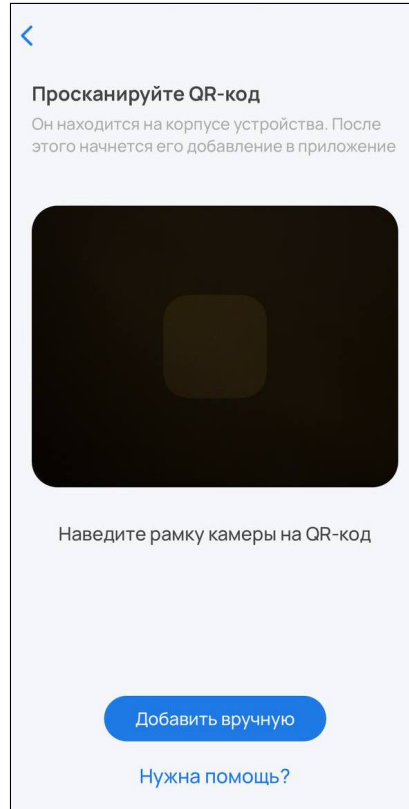 Просканируйте QR-код
Он находится на корпусе устройства. После
этого начнется его добавление в приложение
Наведите рамку камеры на QR-код
Добавить вручную
Нужна помощь?